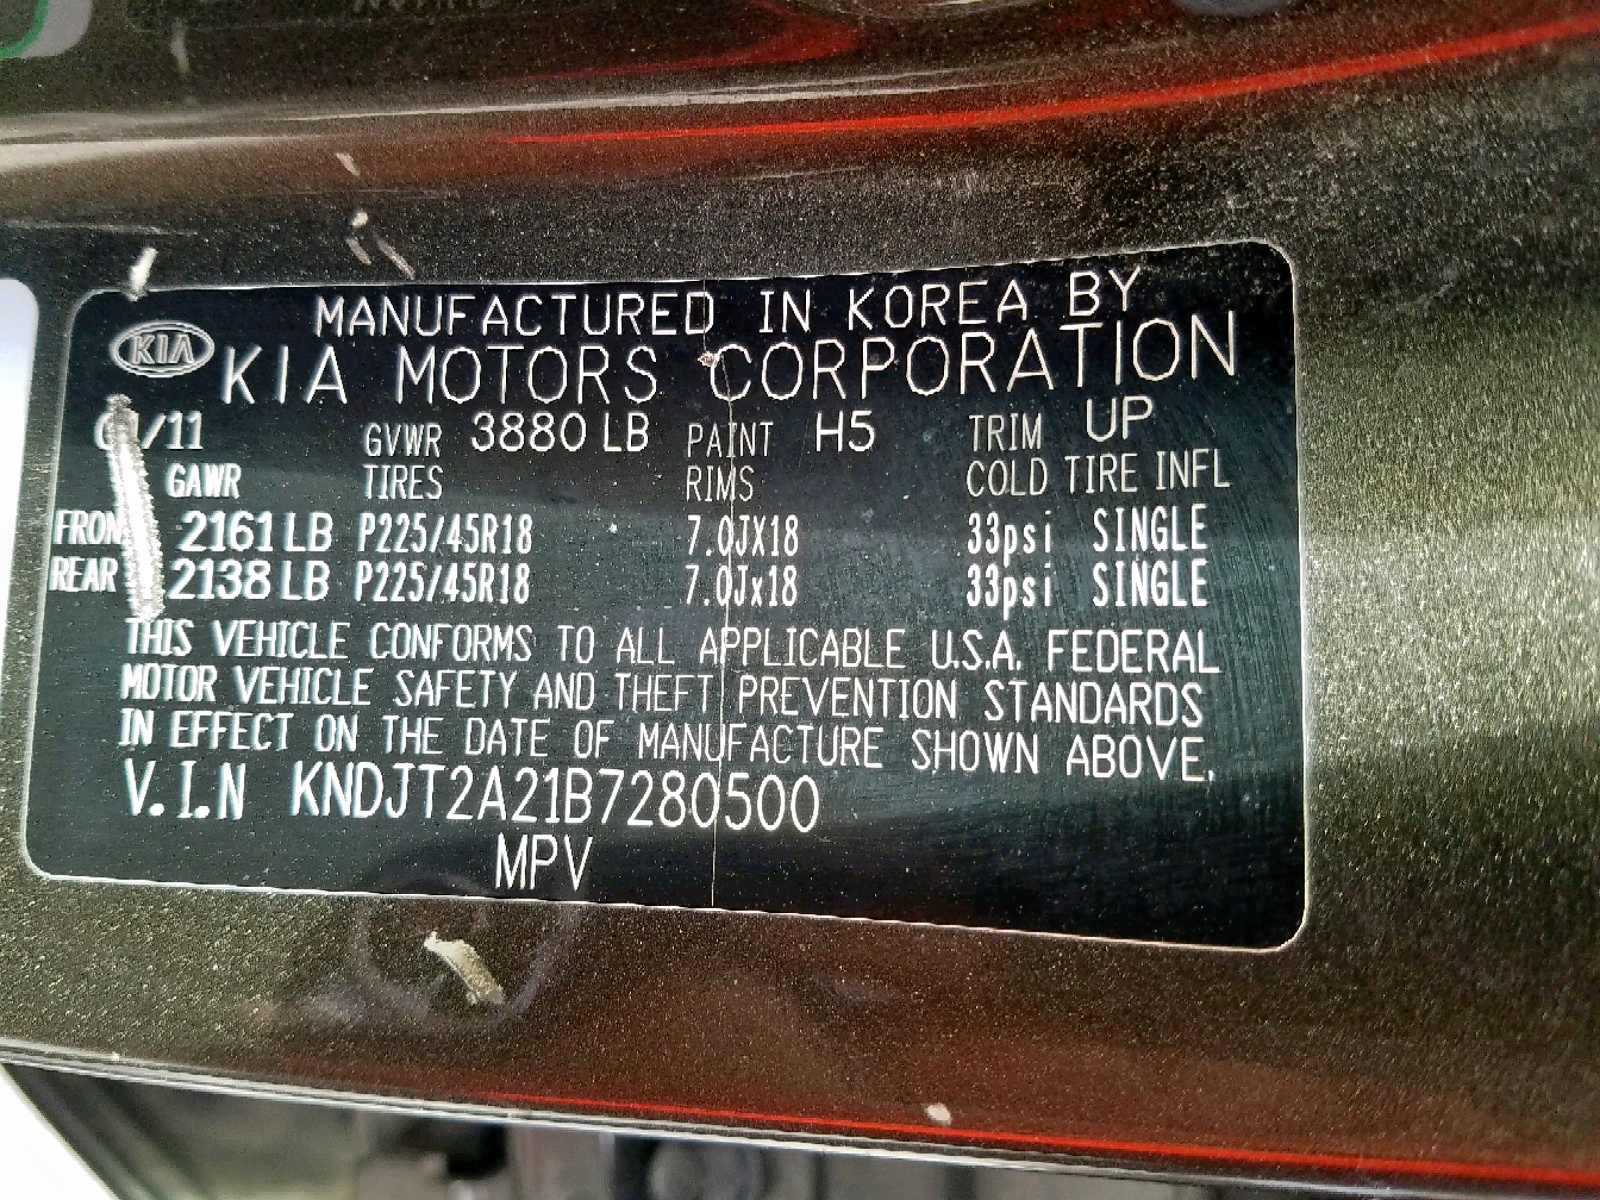 MANUFACTURED IN KOREA BY
KIA KIA MOTORS CORPORATION
GVWR 3880 LB PAINT H5 TRIM UP
GAWR TIRES RIMS COLD TIRE INFL
2161 LB P225/45R18 7.0JX18 33psi SINGLE
REAR 2138 LB P225/45R18 7.0Jx18 33psi SINGLE
THIS VEHICLE CONFORMS TO ALL APPLICABLE U.S.A. FEDERAL
MOTOR VEHICLE SAFETY AND THEFT PREVENTION STANDARDS
IN EFFECT ON THE DATE OF MANUFACTURE SHOWN ABOVE.
V.I.N KNDJT2A21B7280500
MPV